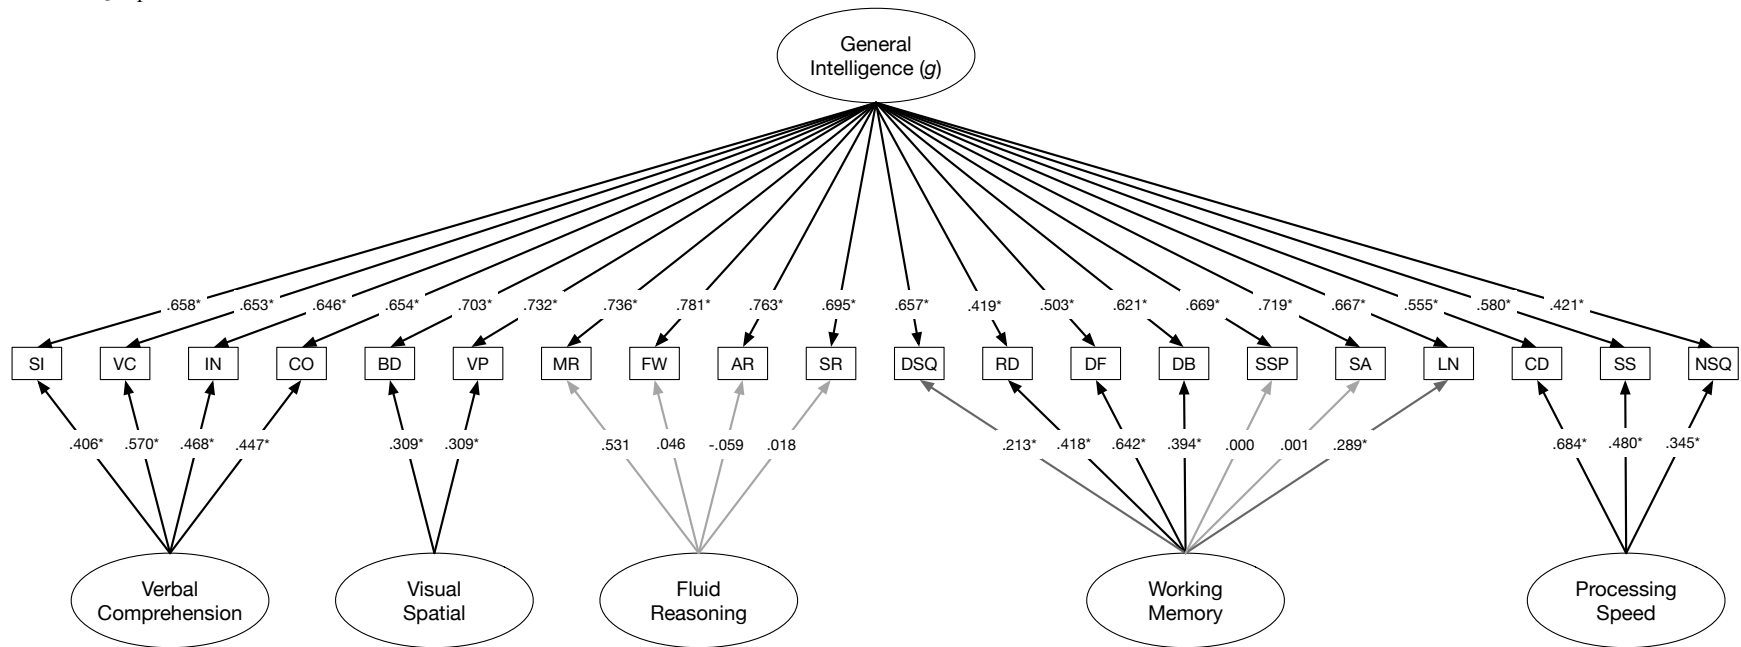 General
Intelligence (g)
.658* .653* .646* .654* .703* .732* .736* .781* .763* .695* .657* .419* .503* .621* .669* .719* .667* .555* .580* .421*
SI VC IN CO BD VP MR FW AR SR DSQ RD DF DB SSP SA LN CD SS NSQ
.406* .570* .468* .447* .309* .309* .531 .046 -.059 .018 .213* .418* .642* .394* .000 .001 .289* .684* .480* .345*
Verbal
Comprehension
Visual
Spatial
Fluid
Reasoning
Working
Memory
Processing
Speed